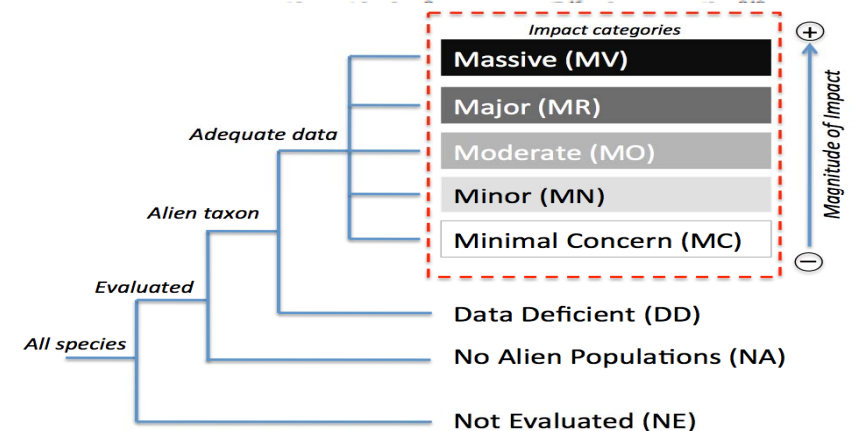 Impact categories
+
Massive (MV)
Major (MR)
Adequate data
Moderate (MO)
Magnitude of Impact
Minor (MN)
Alien taxon
Minimal Concern (MC)
−
Evaluated
Data Deficient (DD)
All species
No Alien Populations (NA)
Not Evaluated (NE)